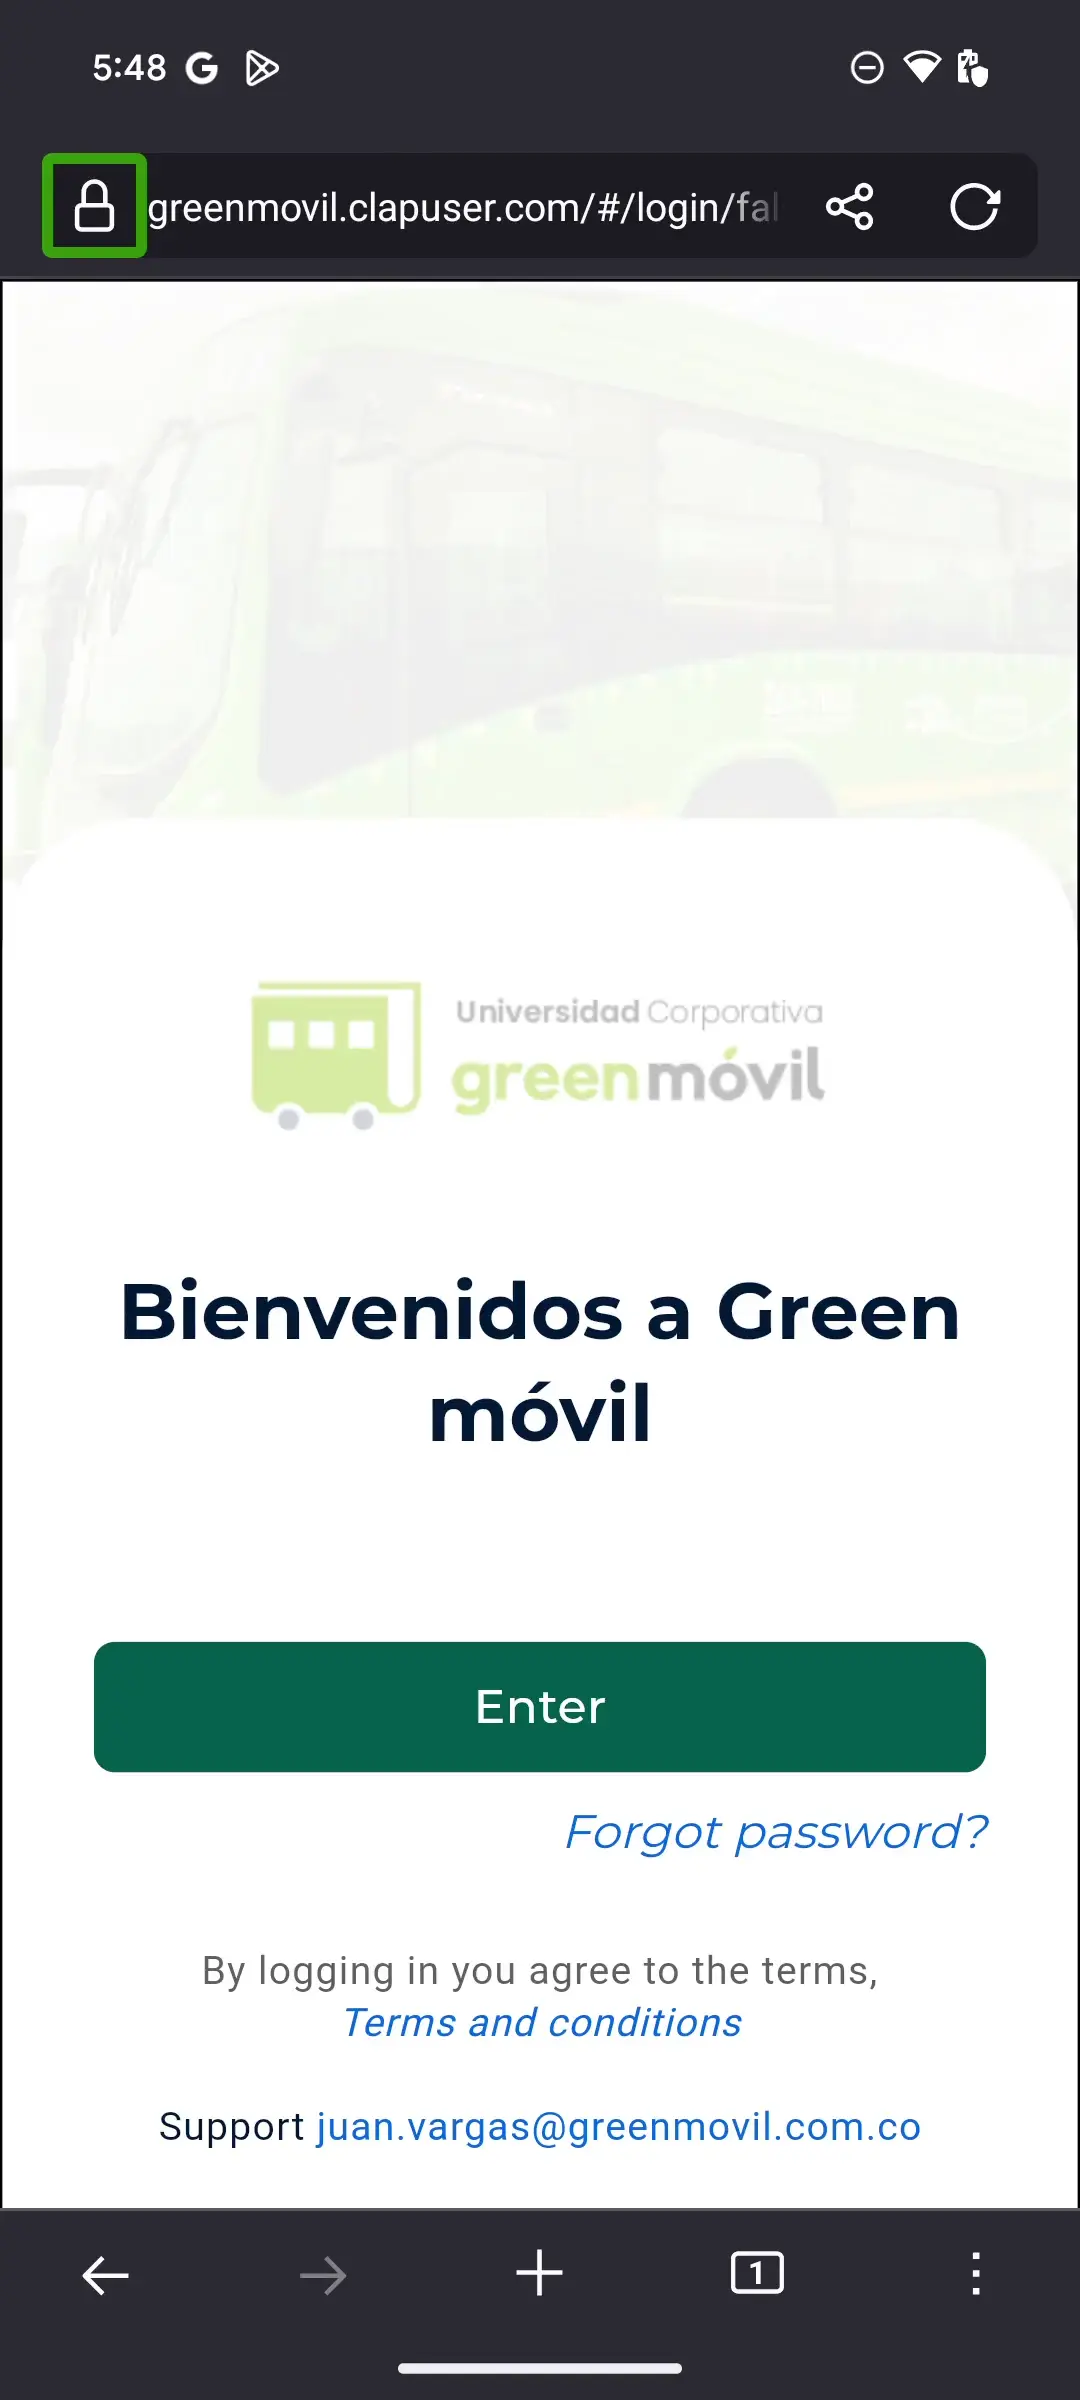 5:48
greenmovil.clapuser.com/#/login/fal
Universidad Corporativa
greenmóvil
Bienvenidos a Green
móvil
Enter
Forgot password?
By logging in you agree to the terms,
Terms and conditions
Support juan.vargas@greenmovil.com.co
1